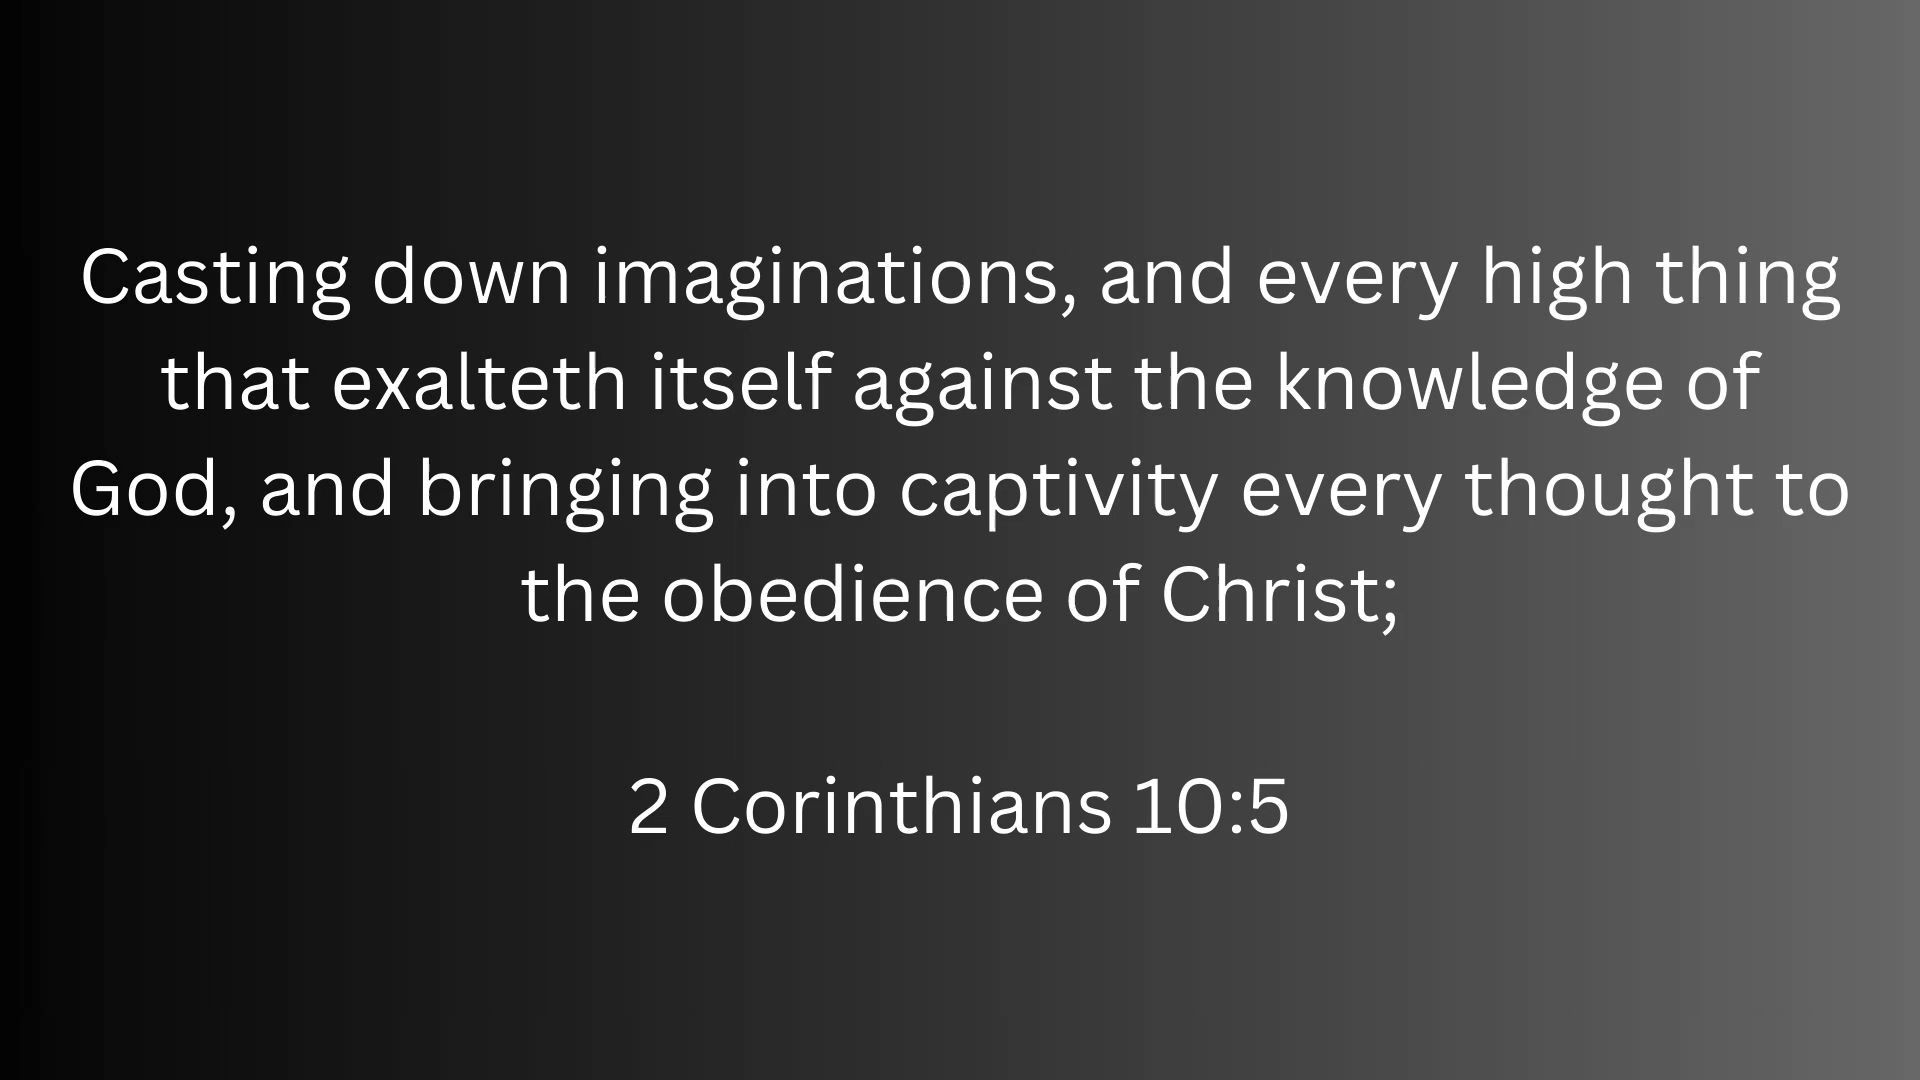 Casting down imaginations, and every high thing
that exalteth itself against the knowledge of
God, and bringing into captivity every thought to
the obedience of Christ;
2 Corinthians 10:5